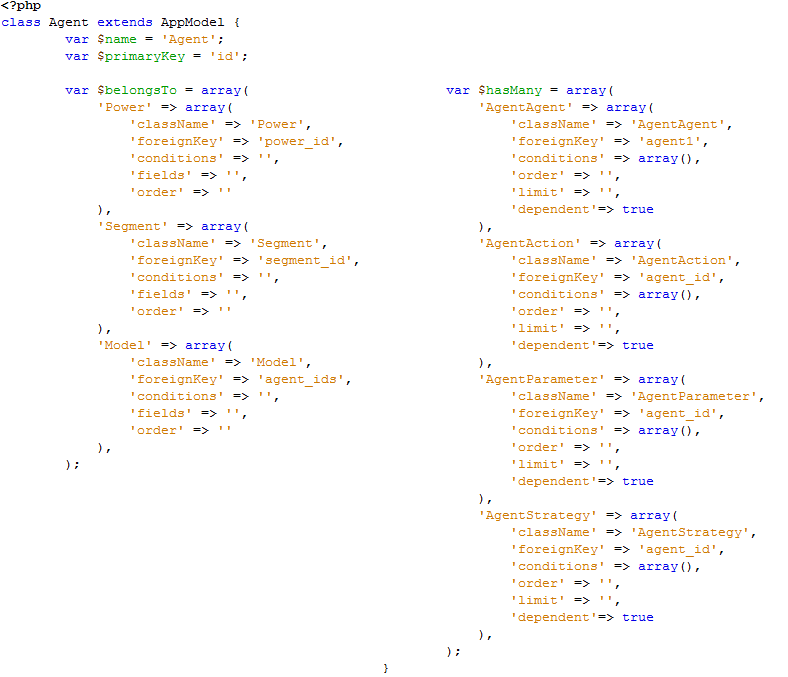 <?php
class Agent extends AppModel {
var $name = 'Agent';
var $primaryKey = 'id';
var $belongsTo = array(
'Power' => array(
'className' => 'Power',
'foreignKey' => 'power_id',
'conditions' => '',
'fields' => '',
'order' => ''
),
'Segment' => array(
'className' => 'Segment',
'foreignKey' => 'segment_id',
'conditions' => '',
'fields' => '',
'order' => ''
),
'Model' => array(
'className' => 'Model',
'foreignKey' => 'agent_ids',
'conditions' => '',
'fields' => '',
'order' => ''
),
);
var $hasMany = array(
'AgentAgent' => array(
'className' => 'AgentAgent',
'foreignKey' => 'agent1',
'conditions' => array(),
'order' => '',
'limit' => '',
'dependent'=> true
),
'AgentAction' => array(
'className' => 'AgentAction',
'foreignKey' => 'agent_id',
'conditions' => array(),
'order' => '',
'limit' => '',
'dependent'=> true
),
'AgentParameter' => array(
'className' => 'AgentParameter',
'foreignKey' => 'agent_id',
'conditions' => array(),
'order' => '',
'limit' => '',
'dependent'=> true
),
'AgentStrategy' => array(
'className' => 'AgentStrategy',
'foreignKey' => 'agent_id',
'conditions' => array(),
'order' => '',
'limit' => '',
'dependent'=> true
),
);
}